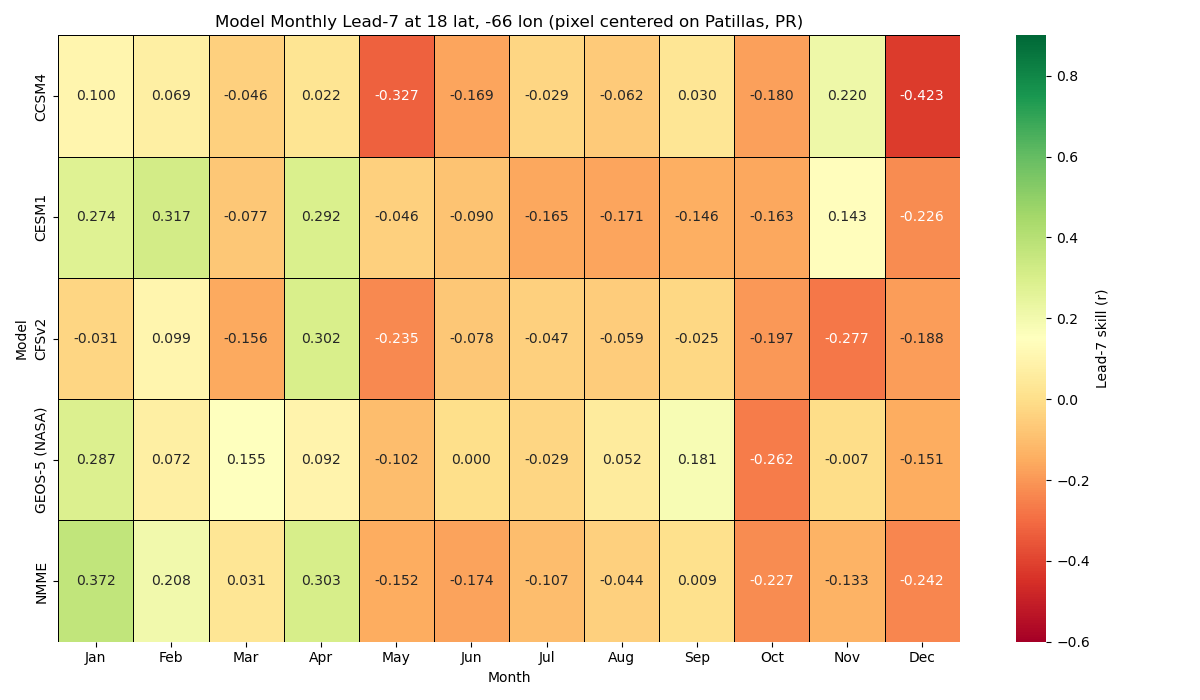 Model Monthly Lead-7 at 18 lat, -66 lon (pixel centered on Patillas, PR)
CCSM4 0.100 0.069 -0.046 0.022 -0.327 -0.169 -0.029 -0.062 0.030 -0.180 0.220 -0.423
CESM1 0.274 0.317 -0.077 0.292 -0.046 -0.090 -0.165 -0.171 -0.146 -0.163 0.143 -0.226
Model
CFSv2 -0.031 0.099 -0.156 0.302 -0.235 -0.078 -0.047 -0.059 -0.025 -0.197 -0.277 -0.188
GEOS-5 (NASA) 0.287 0.072 0.155 0.092 -0.102 0.000 -0.029 0.052 0.181 -0.262 -0.007 -0.151
NMME 0.372 0.208 0.031 0.303 -0.152 -0.174 -0.107 -0.044 0.009 -0.227 -0.133 -0.242
Jan Feb Mar Apr May Jun Jul Aug Sep Oct Nov Dec
Month
0.8
0.6
0.4
0.2
0.0
−0.2
−0.4
−0.6
Lead-7 skill (r)